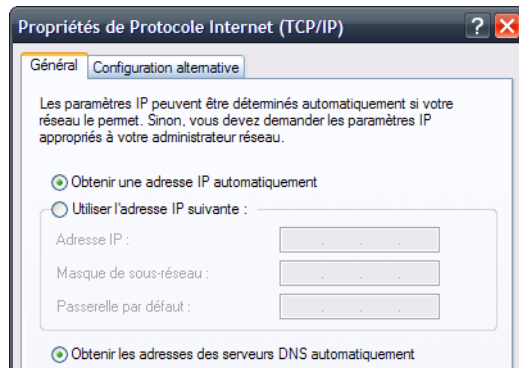 Propriétés de Protocole Internet (TCP/IP)
Général Configuration alternative
Les paramètres IP peuvent être déterminés automatiquement si votre
réseau le permet. Sinon, vous devez demander les paramètres IP
appropriés à votre administrateur réseau.
Obtenir une adresse IP automatiquement
Utiliser l'adresse IP suivante :
Adresse IP :
Masque de sous-réseau :
Passerelle par défaut :
Obtenir les adresses des serveurs DNS automatiquement